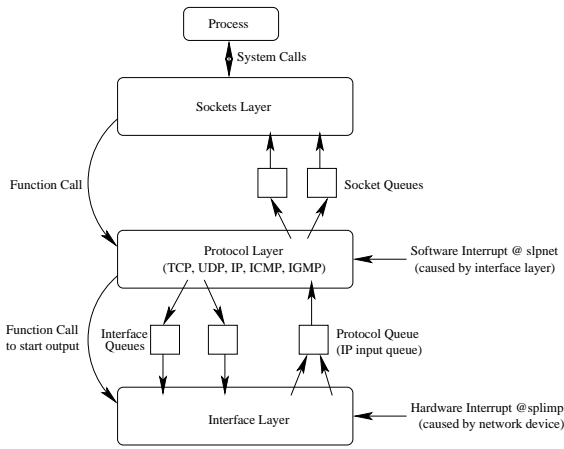 Process
System Calls
Sockets Layer
Function Call
Socket Queues
Protocol Layer
(TCP, UDP, IP, ICMP, IGMP)
Software Interrupt @ slpnet
(caused by interface layer)
Function Call
to start output
Interface
Queues
Protocol Queue
(IP input queue)
Interface Layer
Hardware Interrupt @splimp
(caused by network device)